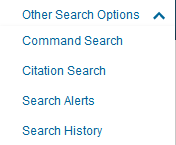 Other Search Options
Command Search
Citation Search
Search Alerts
Search History